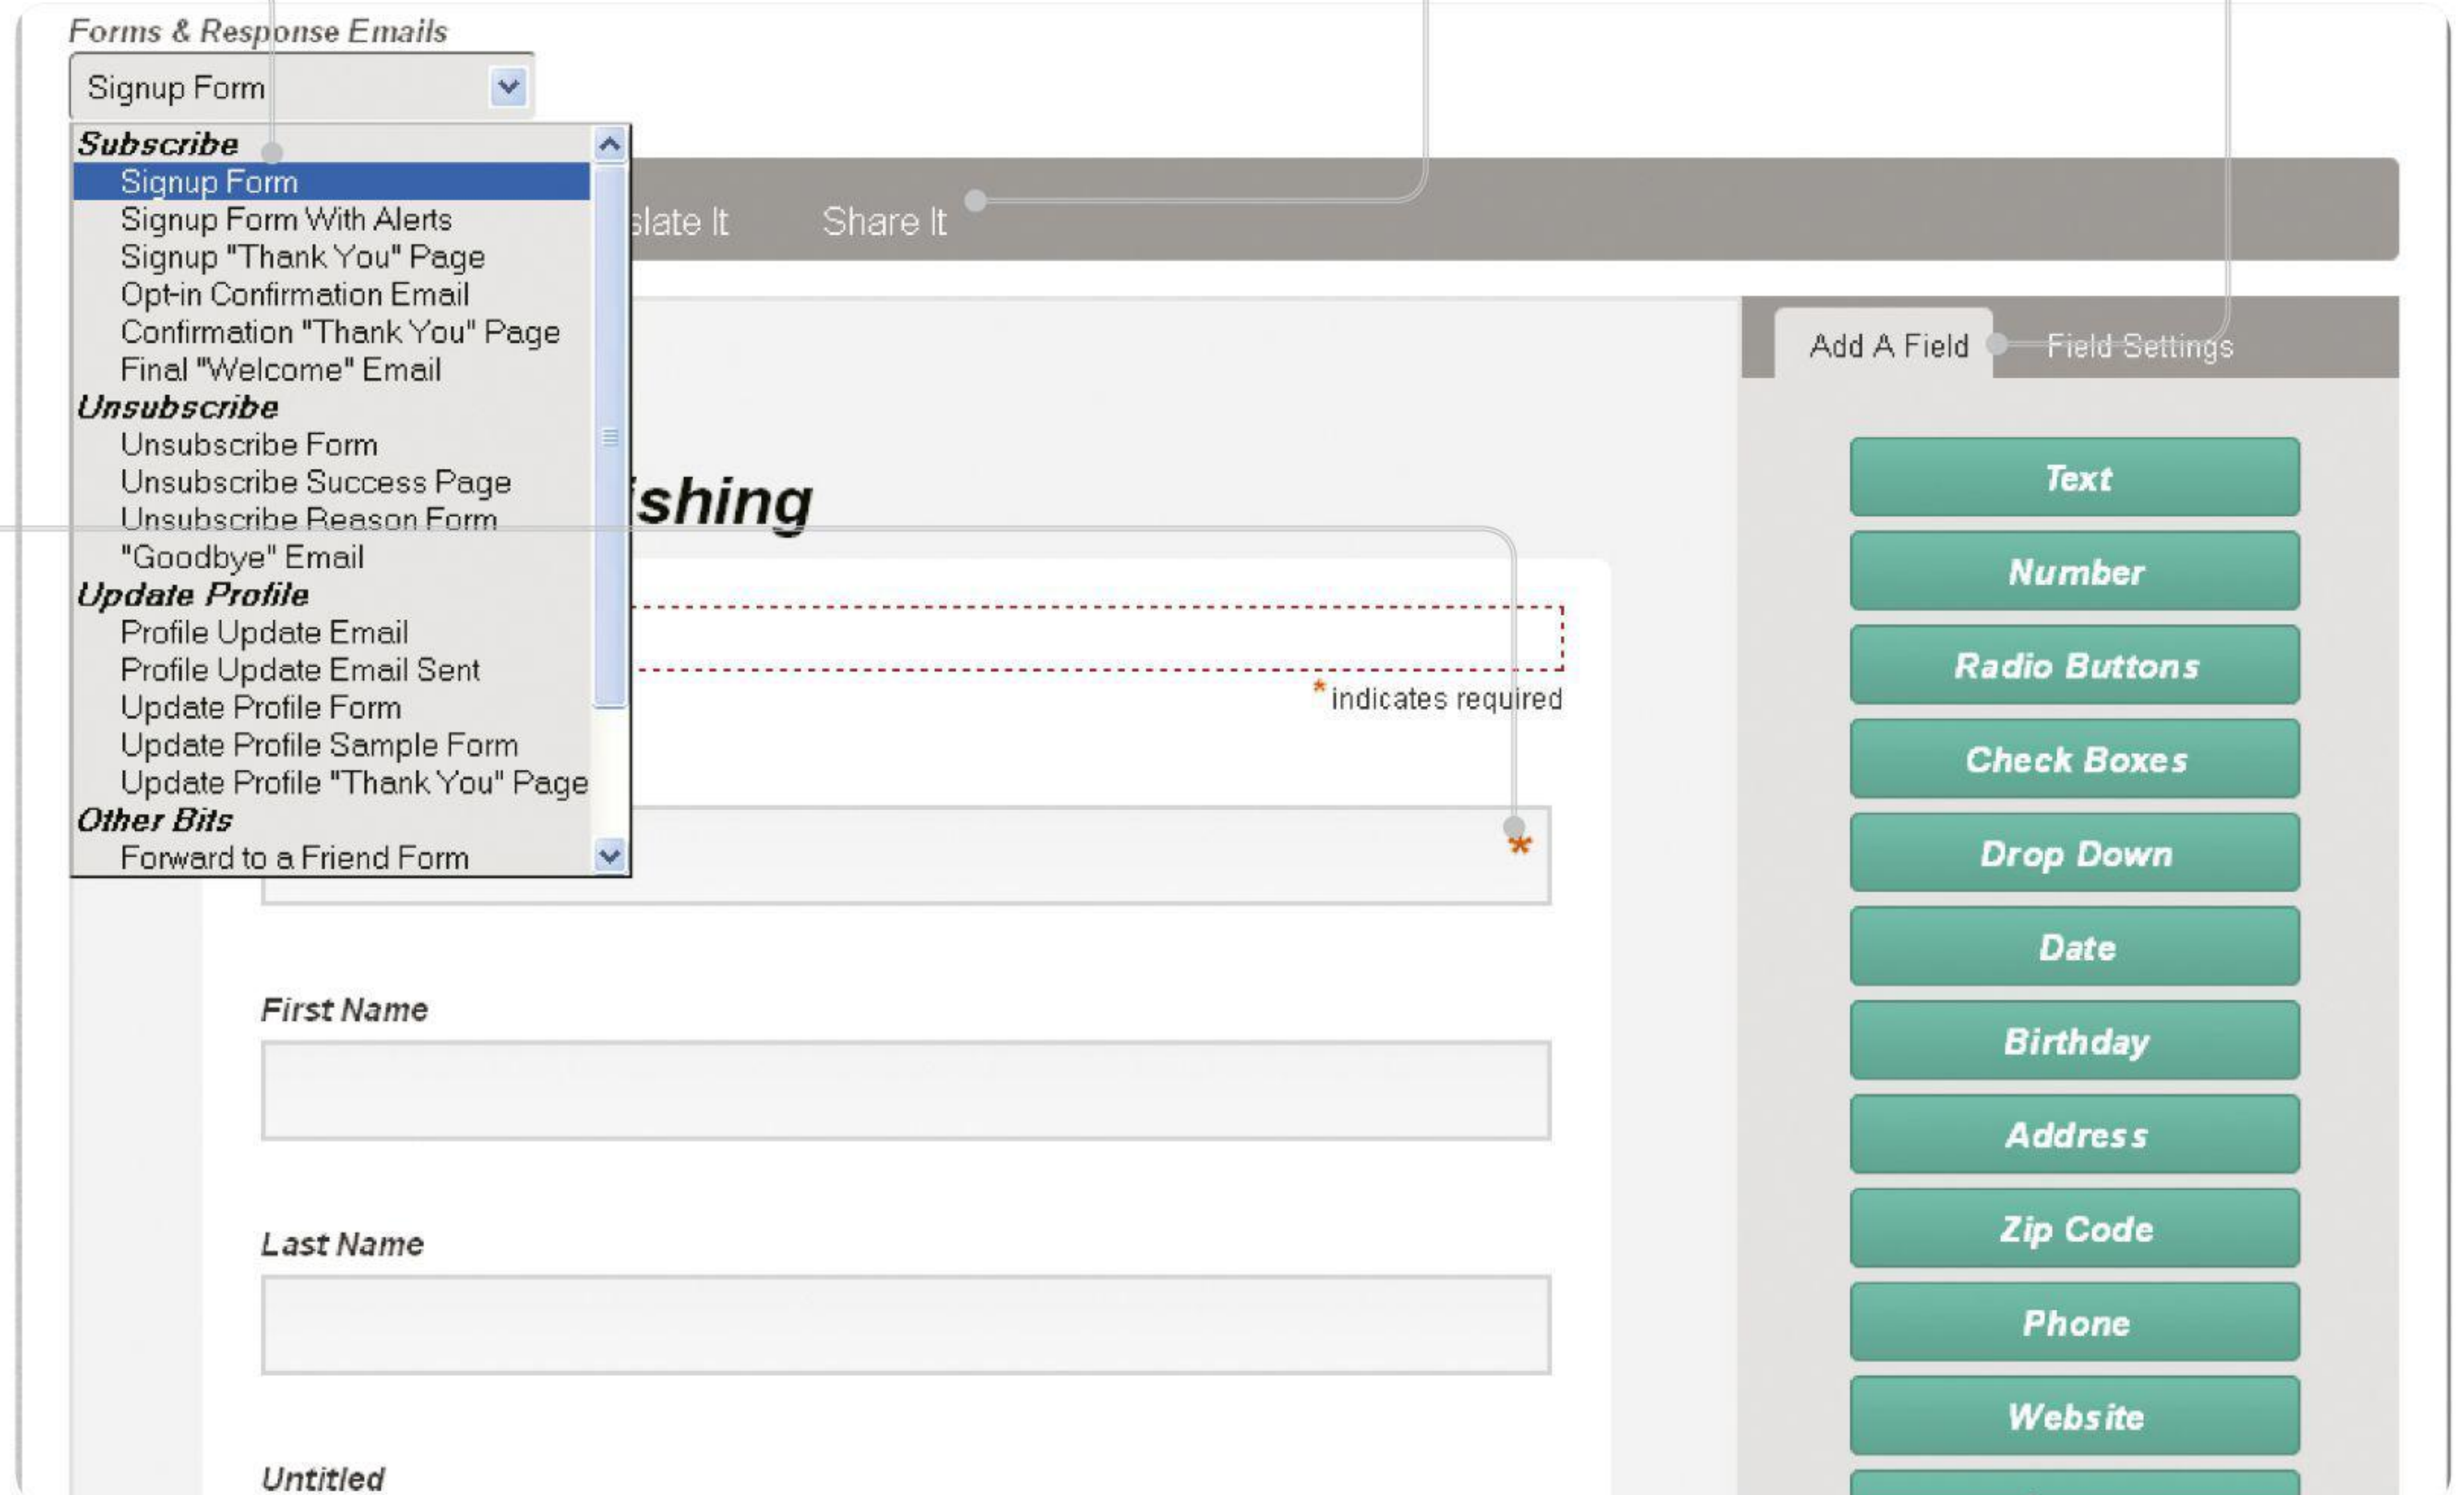 Forms & Response Emails
Signup Form
Subscribe
Signup Form
Signup Form With Alerts
Signup "Thank You" Page
Opt-in Confirmation Email
Confirmation "Thank You" Page
Final "Welcome" Email
Unsubscribe
Unsubscribe Form
Unsubscribe Success Page
Unsubscribe Reason Form
"Goodbye" Email
Update Profile
Profile Update Email
Profile Update Email Sent
Update Profile Form
Update Profile Sample Form
Update Profile "Thank You" Page
Other Bits
Forward to a Friend Form
slate It Share It
shing
* indicates required
*
First Name
Last Name
Untitled
Add A Field Field Settings
Text
Number
Radio Buttons
Check Boxes
Drop Down
Date
Birthday
Address
Zip Code
Phone
Website